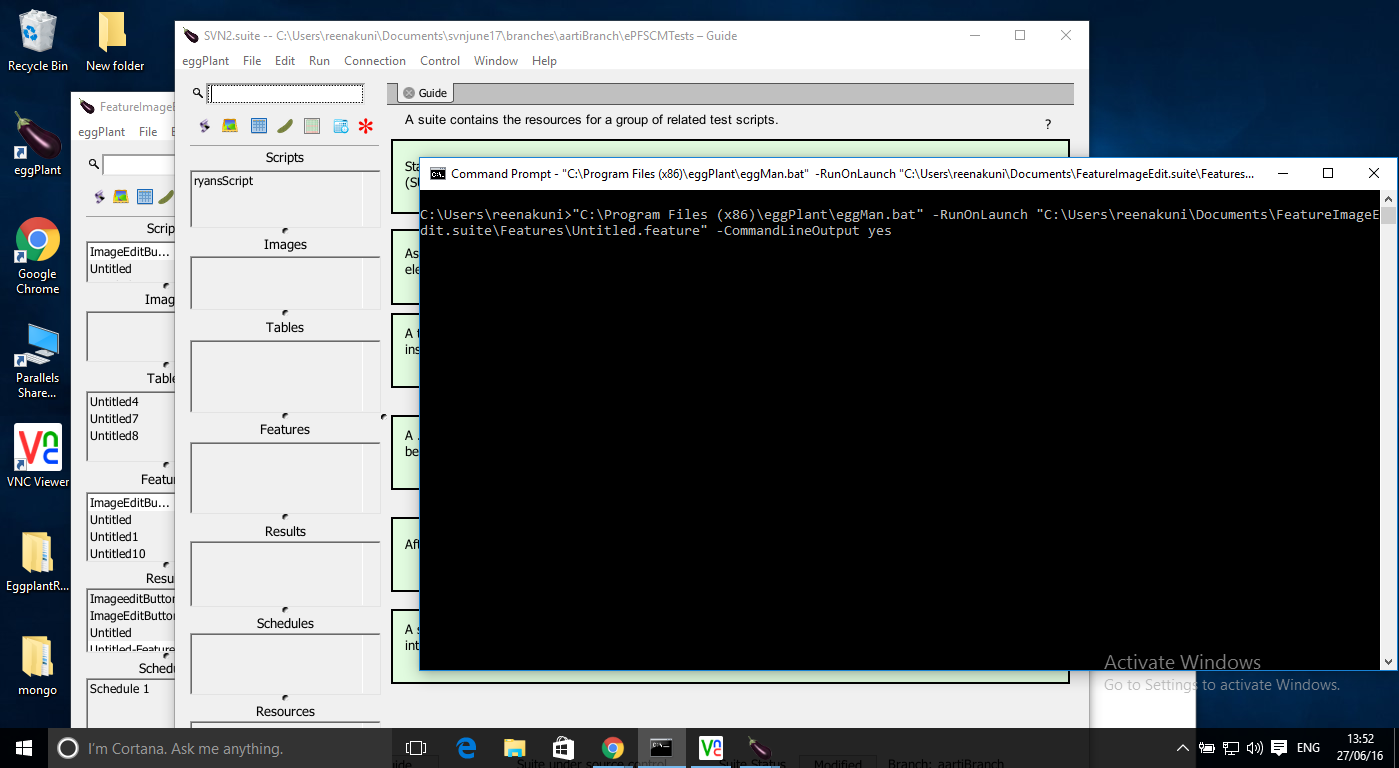 Recycle Bin
New folder
eggPlant
Google
Chrome
Parallels
Share...
VNC Viewer
EggplantR...
mongo
FeatureImageE
eggPlant File E
Scrip
ImageEditBu...
Untitled
Imag
Table
Untitled4
Untitled7
Untitled8
Featur
ImageEditBu...
Untitled
Untitled1
Untitled10
Resu
ImageeditButton
ImageEditButton
Untitled
Untitled-Feature
Schedu
Schedule 1
SVN2.suite -- C:\Users\reenakuni\Documents\svnjune17\branches\aartiBranch\ePFSCMTests – Guide
eggPlant File Edit Run Connection Control Window Help
Scripts
ryansScript
Images
Tables
Features
Results
Schedules
Resources
Guide
A suite contains the resources for a group of related test scripts.
?
Sta
(SU
As
ele
A t
ins
A
be
Aft
A s
int
Command Prompt - "C:\Program Files (x86)\eggPlant\eggMan.bat" -RunOnLaunch "C:\Users\reenakuni\Documents\FeatureImageEdit.suite\Features...
C:\Users\reenakuni>"C:\Program Files (x86)\eggPlant\eggMan.bat" -RunOnLaunch "C:\Users\reenakuni\Documents\FeatureImageE
dit.suite\Features\Untitled.feature" -CommandLineOutput yes
Activate Windows
Go to Settings to activate Windows.
I'm Cortana. Ask me anything.
uide Suite under source control Suite Status Modified Branch: aartiBranch
ENG
13:52
27/06/16